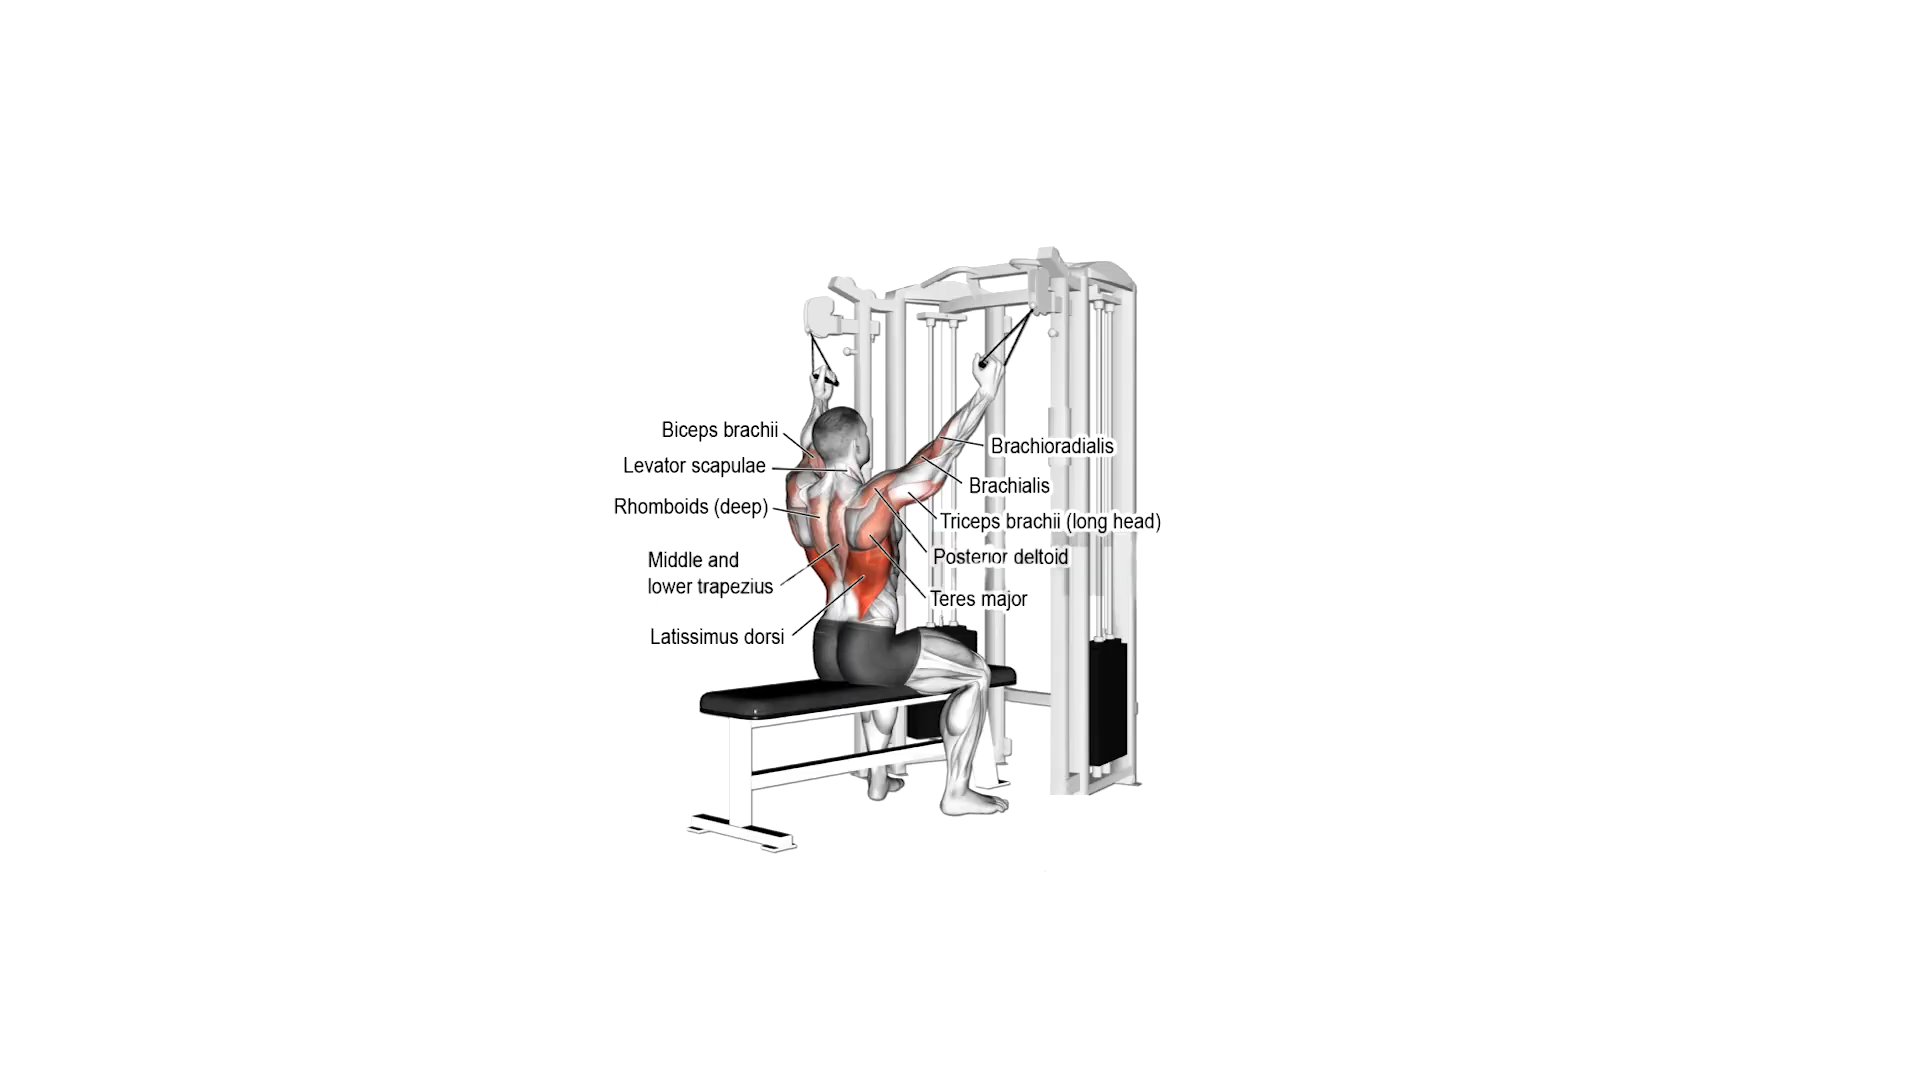 Biceps brachii
Levator scapulae
Rhomboids (deep)
Middle and
lower trapezius
Latissimus dorsi
Brachioradialis
Brachialis
Triceps brachii (long head)
Posterior deltoid
Teres major